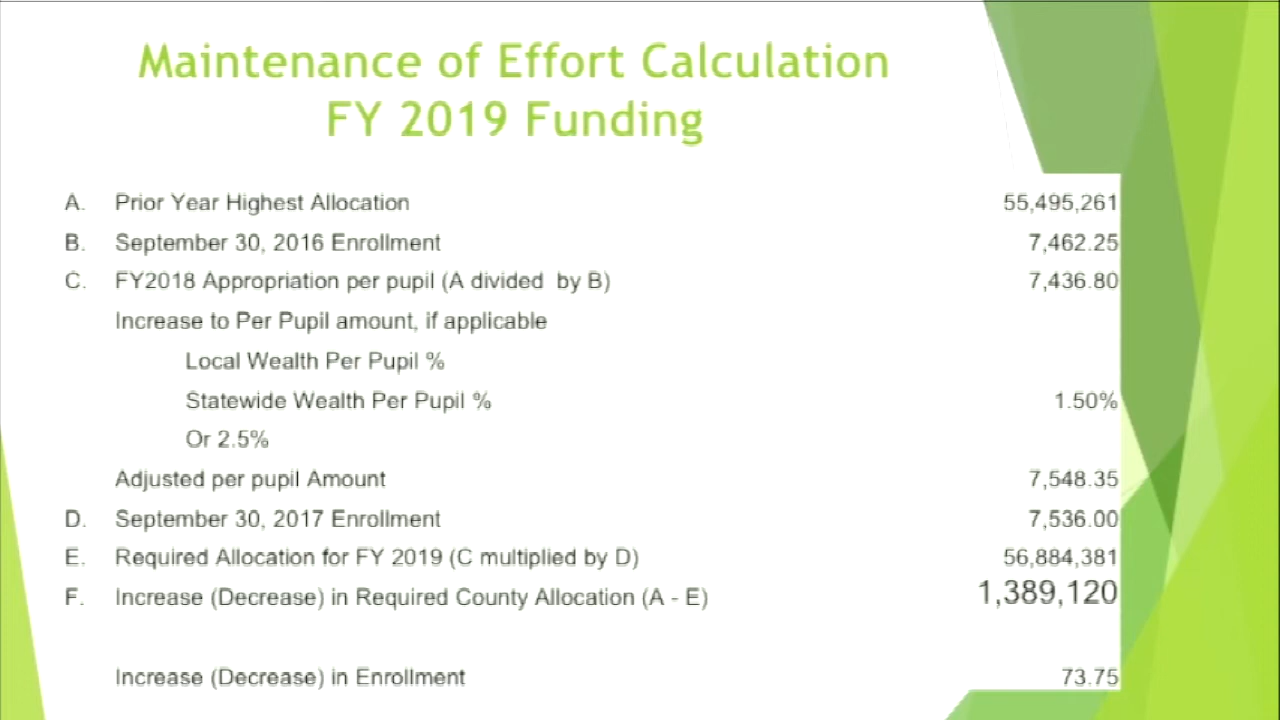 Maintenance of Effort Calculation
FY 2019 Funding
A. Prior Year Highest Allocation 55,495,261
B. September 30, 2016 Enrollment 7,462.25
C. FY2018 Appropriation per pupil (A divided by B) 7,436.80
Increase to Per Pupil amount, if applicable
Local Wealth Per Pupil %
Statewide Wealth Per Pupil % 1.50%
Or 2.5%
Adjusted per pupil Amount 7,548.35
D. September 30, 2017 Enrollment 7,536.00
E. Required Allocation for FY 2019 (C multiplied by D) 56,884,381
F. Increase (Decrease) in Required County Allocation (A - E) 1,389,120
Increase (Decrease) in Enrollment 73.75